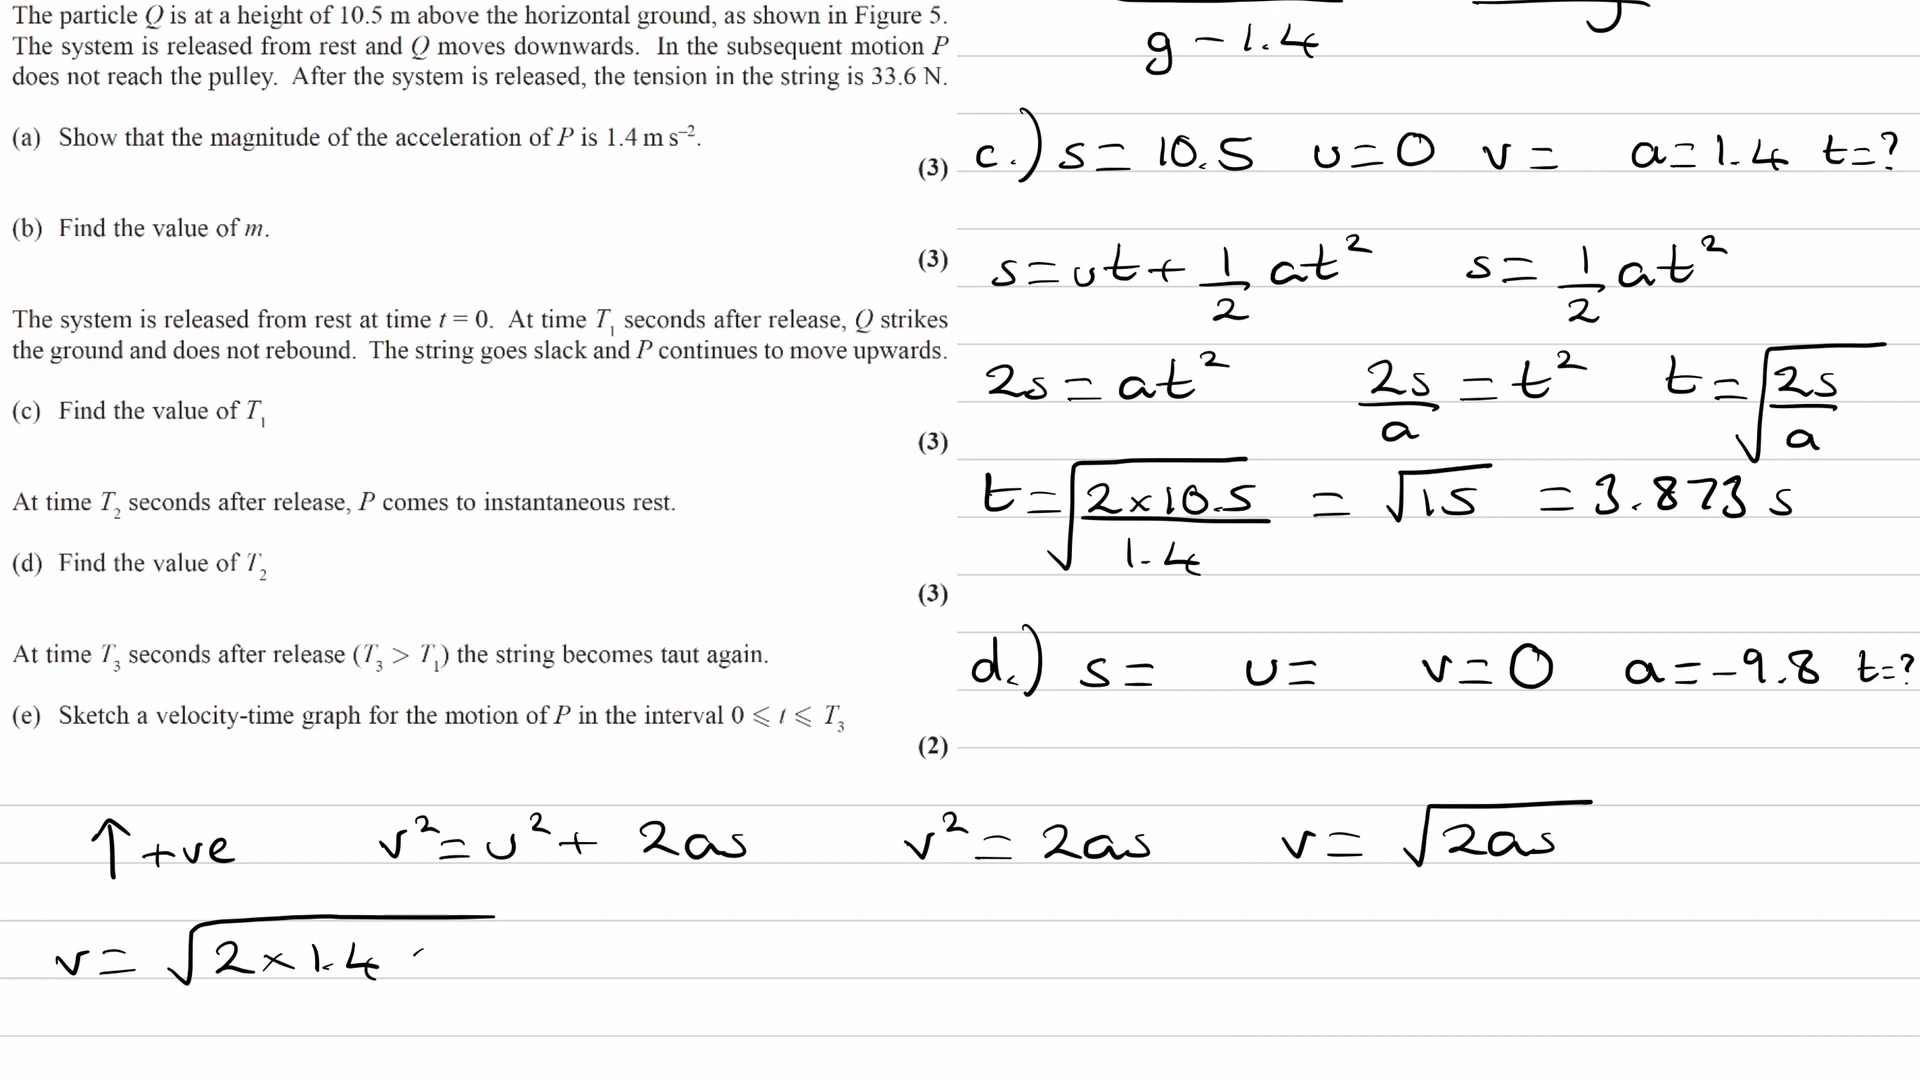 The particle Q is at a height of 10.5 m above the horizontal ground, as shown in Figure 5.
The system is released from rest and Q moves downwards. In the subsequent motion P
does not reach the pulley. After the system is released, the tension in the string is 33.6 N.
(a) Show that the magnitude of the acceleration of P is 1.4 m s⁻².
(3)
(b) Find the value of m.
(3)
The system is released from rest at time t = 0. At time T₁ seconds after release, Q strikes
the ground and does not rebound. The string goes slack and P continues to move upwards.
(c) Find the value of T₁
(3)
At time T₂ seconds after release, P comes to instantaneous rest.
(d) Find the value of T₂
(3)
At time T₃ seconds after release (T₃ > T₁) the string becomes taut again.
(e) Sketch a velocity-time graph for the motion of P in the interval 0 ⩽ t ⩽ T₃
(2)
g - 1.4
c.) s = 10.5 u = 0 v = a = 1.4 t = ?
s = ut + 1/2 at² s = 1/2 at²
2s = at² 2s/a = t² t = √(2s/a)
t = √(2 × 10.5/1.4) = √15 = 3.873 s
d.) s = u = v = 0 a = -9.8 t = ?
↑ +ve v² = u² + 2as v² = 2as v = √2as
v = √2 × 1.4